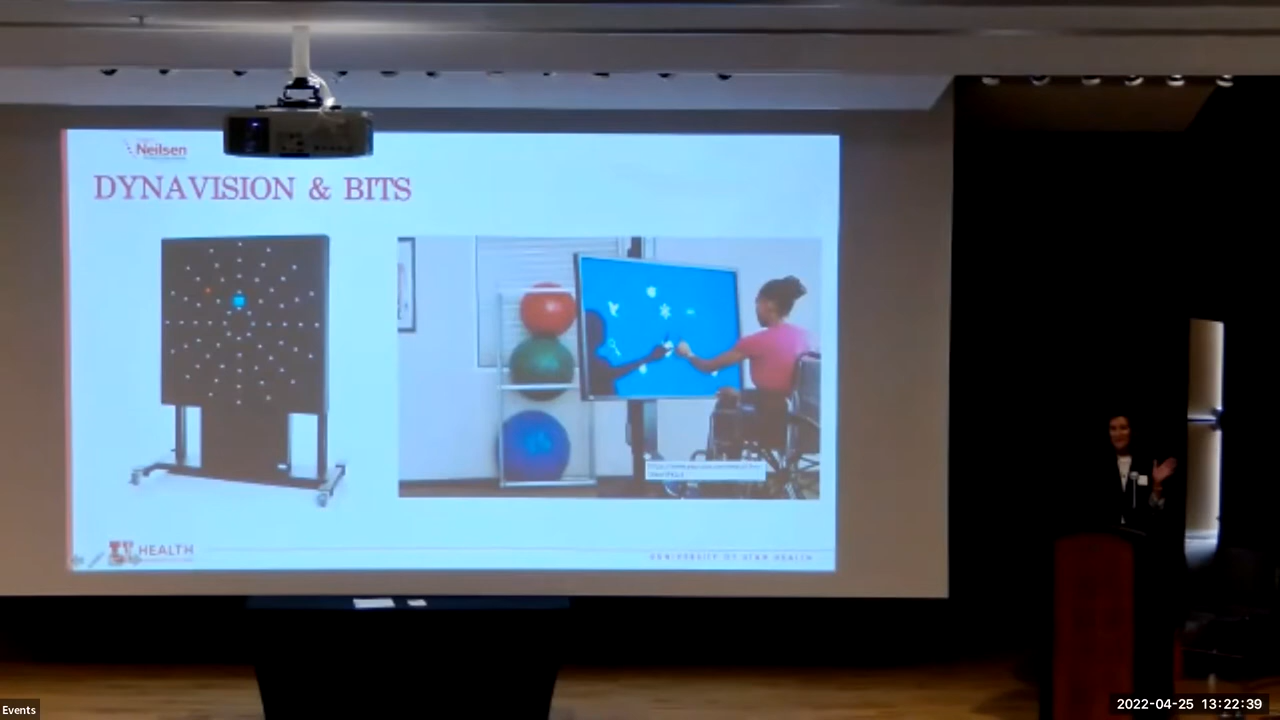 Neilsen
DYNAVISION & BITS
HEALTH
UNIVERSITY OF UTAH HEALTH
Events
2022-04-25 13:22:39